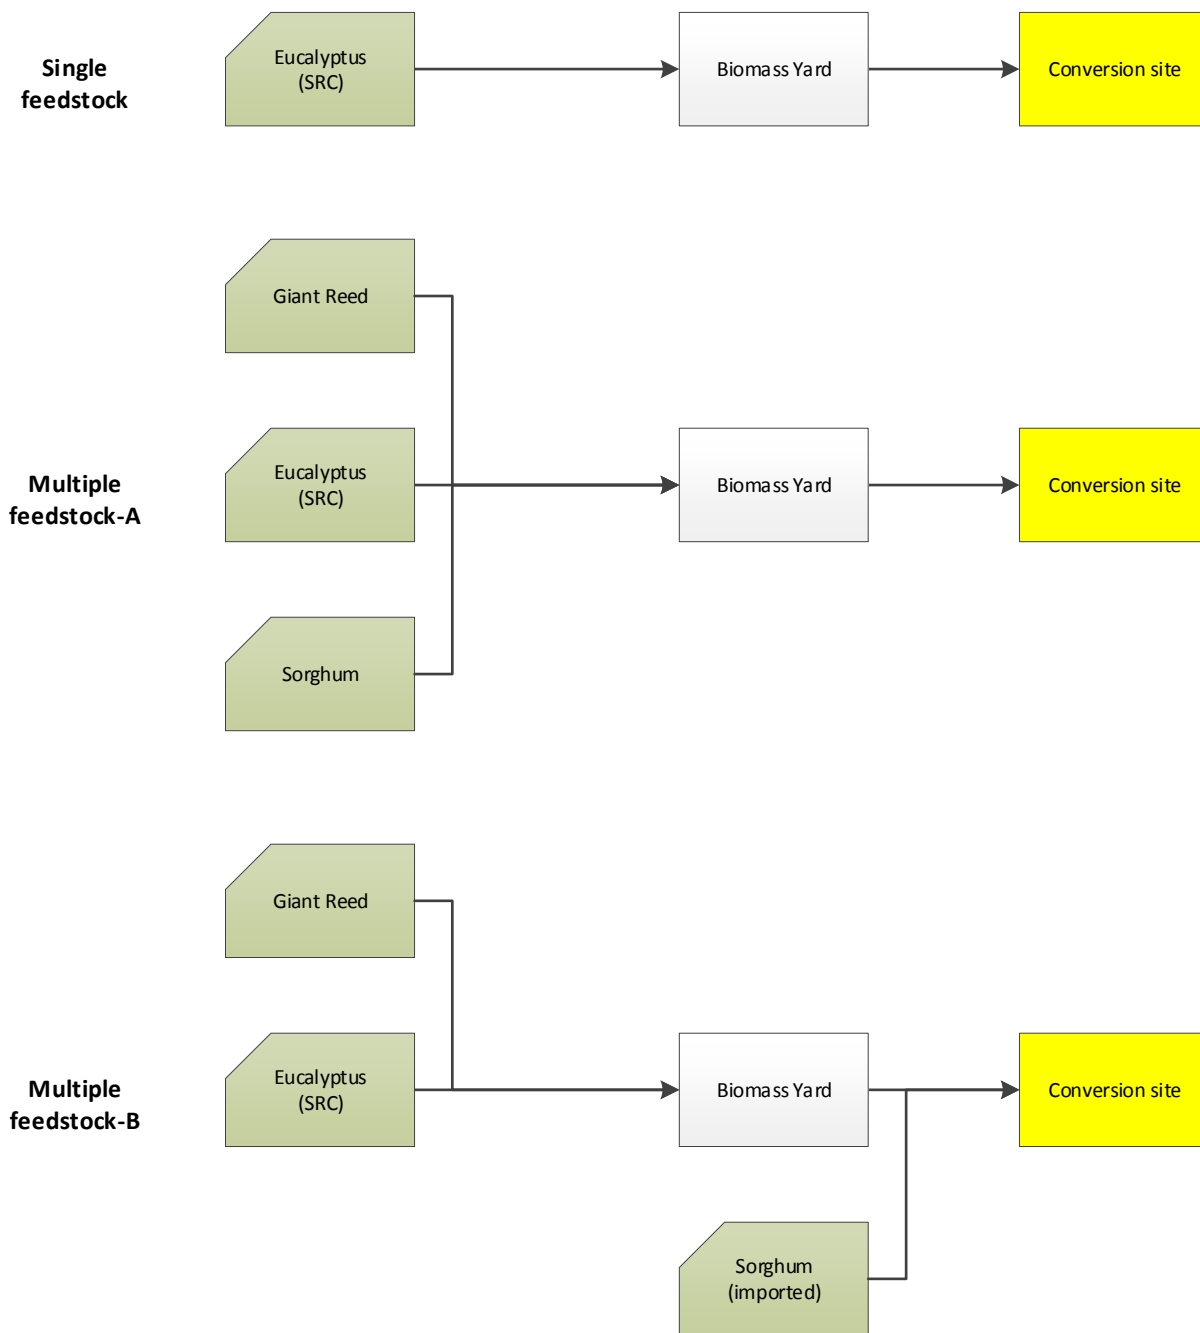 Single
feedstock
Eucalyptus
(SRC)
Biomass Yard
Conversion site
Giant Reed
Multiple
feedstock-A
Eucalyptus
(SRC)
Biomass Yard
Conversion site
Sorghum
Giant Reed
Multiple
feedstock-B
Eucalyptus
(SRC)
Biomass Yard
Conversion site
Sorghum
(imported)